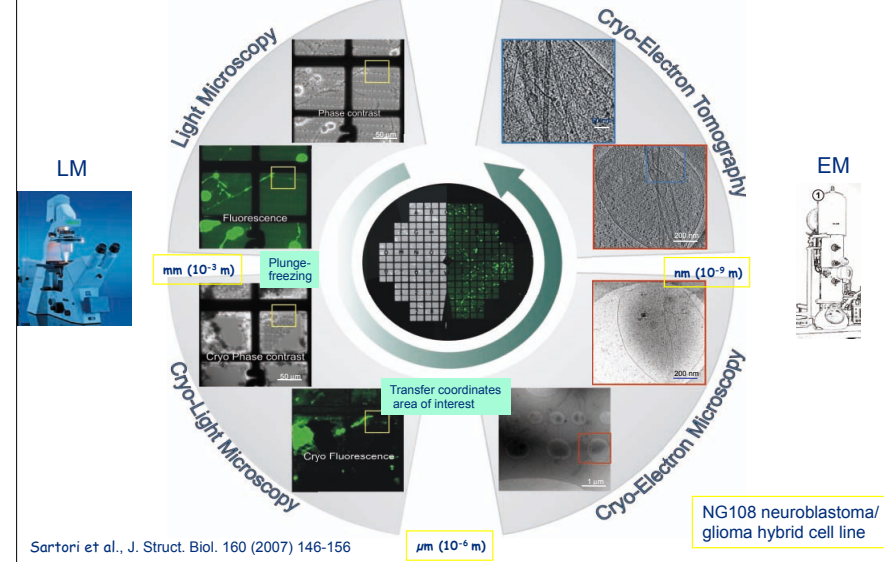 Light Microscopy
Cryo-Electron Tomography
Phase contrast
50 µm
LM
EM
1
Fluorescence
200 nm
mm (10-3 m)
Plunge-
freezing
nm (10-9 m)
Cryo Phase contrast
50 µm
200 nm
Transfer coordinates
area of interest
Cryo Fluorescence
1 µm
Cryo-Light Microscopy
Cryo-Electron Microscopy
NG108 neuroblastoma/
glioma hybrid cell line
Sartori et al., J. Struct. Biol. 160 (2007) 146-156
µm (10-6 m)